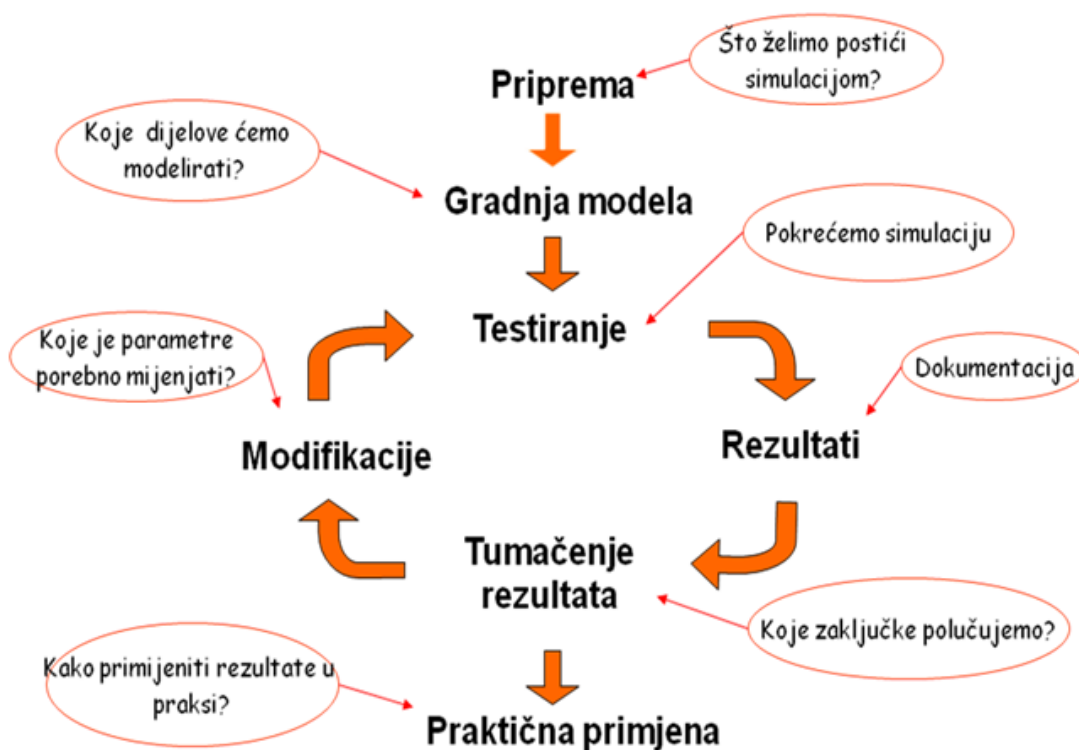 Što želimo postići
simulacijom?
Priprema
Koje dijelove ćemo
modelirati?
Gradnja modela
Pokrećemo simulaciju
Testiranje
Koje je parametre
porebno mijenjati?
Dokumentacija
Modifikacije
Rezultati
Tumačenje
rezultata
Koje zaključke polučujemo?
Kako primijeniti rezultate u
praksi?
Praktična primjena